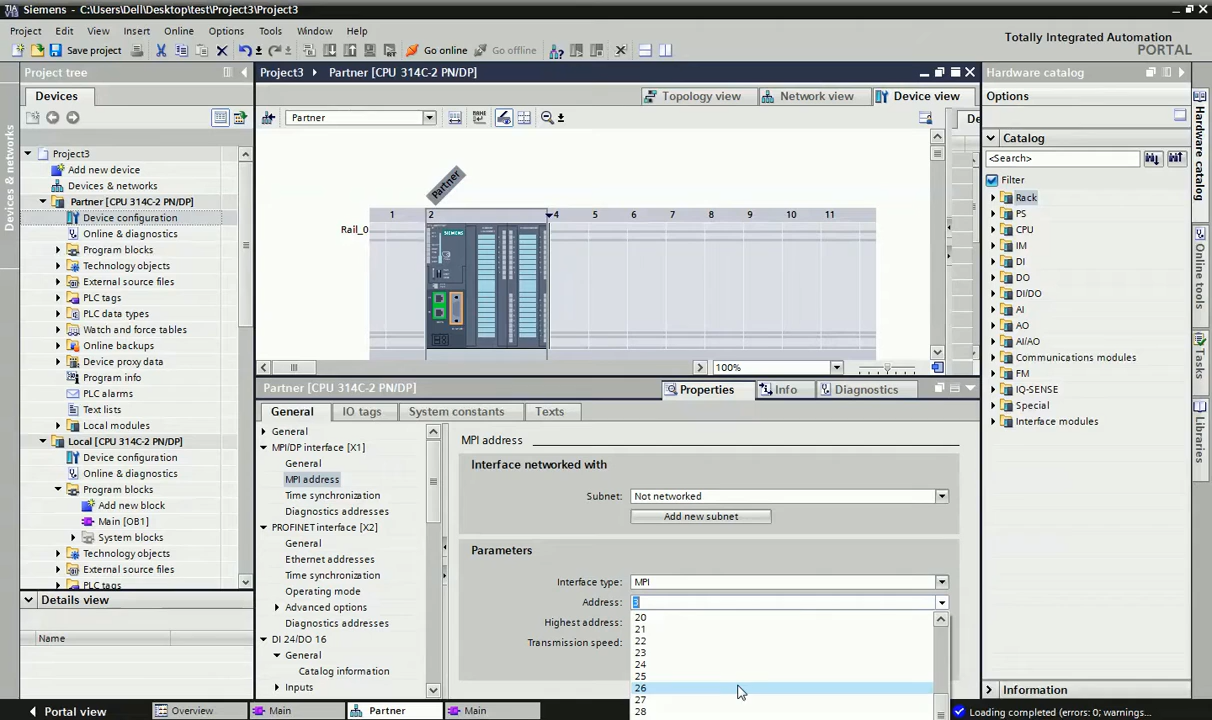 Siemens - C:\Users\Dell\Desktop\test\Project3\Project3
Project Edit View Insert Online Options Tools Window Help
Totally Integrated Automation
PORTAL
Save project Go online Go offline
Project tree
Devices
Devices & networks
Project3
Add new device
Devices & networks
Partner [CPU 314C-2 PN/DP]
Device configuration
Online & diagnostics
Program blocks
Technology objects
External source files
PLC tags
PLC data types
Watch and force tables
Online backups
Device proxy data
Program info
PLC alarms
Text lists
Local modules
Local [CPU 314C-2 PN/DP]
Device configuration
Online & diagnostics
Program blocks
Add new block
Main [OB1]
System blocks
Technology objects
External source files
PLC tags
Details view
Name
Project3 Partner [CPU 314C-2 PN/DP]
Topology view Network view Device view
Partner
Partner
1 2 4 5 6 7 8 9 10 11
Rail_0
SIEMENS
100%
Partner [CPU 314C-2 PN/DP]
Properties Info Diagnostics
General IO tags System constants Texts
General
MPI/DP interface [X1]
General
MPI address
Time synchronization
Diagnostics addresses
PROFINET interface [X2]
General
Ethernet addresses
Time synchronization
Operating mode
Advanced options
Diagnostics addresses
DI 24/DO 16
General
Catalog information
Inputs
MPI address
Interface networked with
Subnet: Not networked
Add new subnet
Parameters
Interface type: MPI
Address: 3
Highest address:
Transmission speed:
20
21
22
23
24
25
26
27
28
Hardware catalog
Options
Catalog
<Search>
Filter
Rack
PS
CPU
IM
DI
DO
DI/DO
AI
AO
AI/AO
Communications modules
FM
IQ-SENSE
Special
Interface modules
Information
Hardware catalog
Online tools
Tasks
Libraries
Portal view Overview Main Partner Main
Loading completed (errors: 0; warnings...